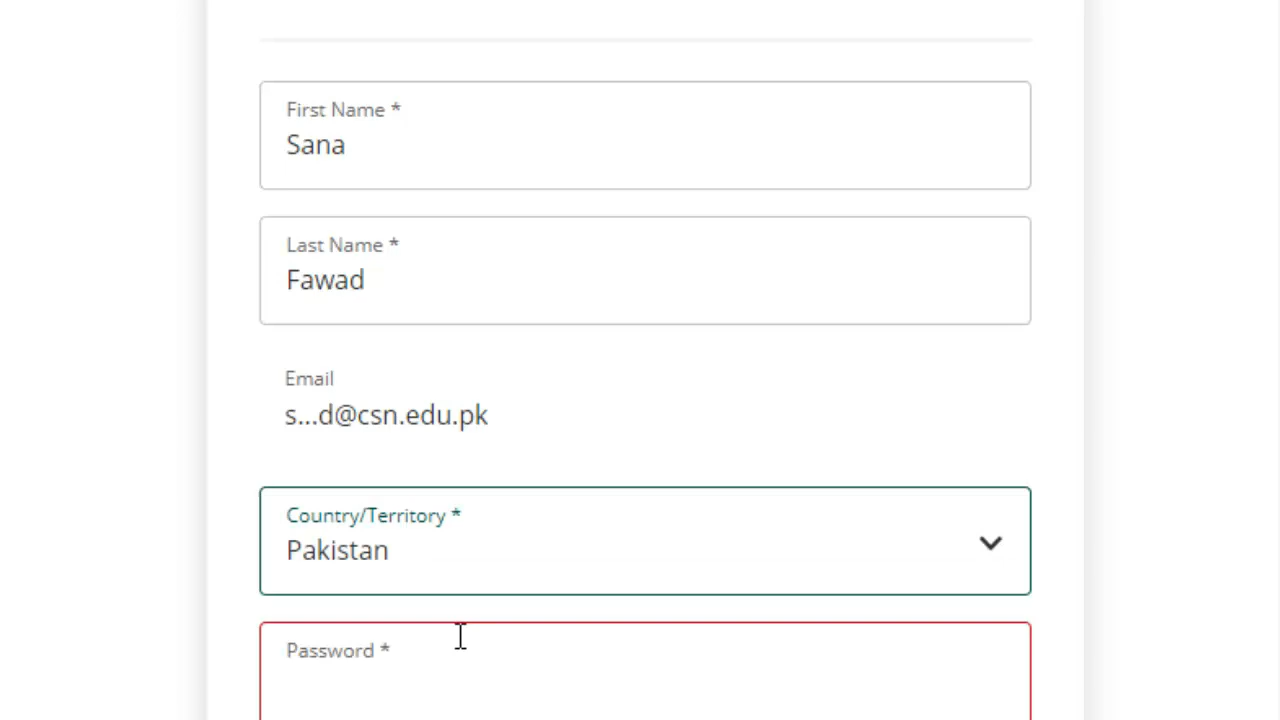 First Name *
Sana
Last Name *
Fawad
Email
s...d@csn.edu.pk
Country/Territory *
Pakistan
Password *